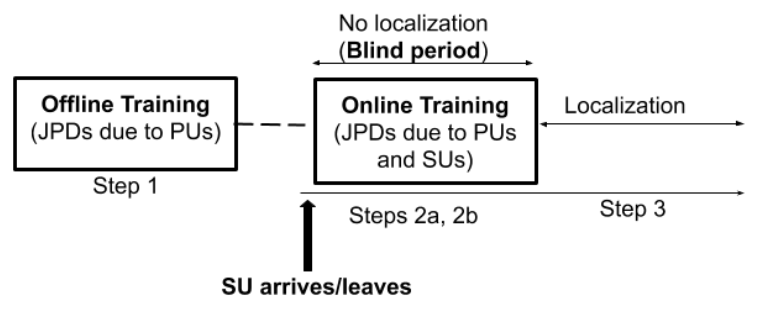 No localization
(Blind period)
Offline Training
(JPDs due to PUs)
Online Training
(JPDs due to PUs
and SUs)
Localization
Step 1
Steps 2a, 2b
Step 3
SU arrives/leaves